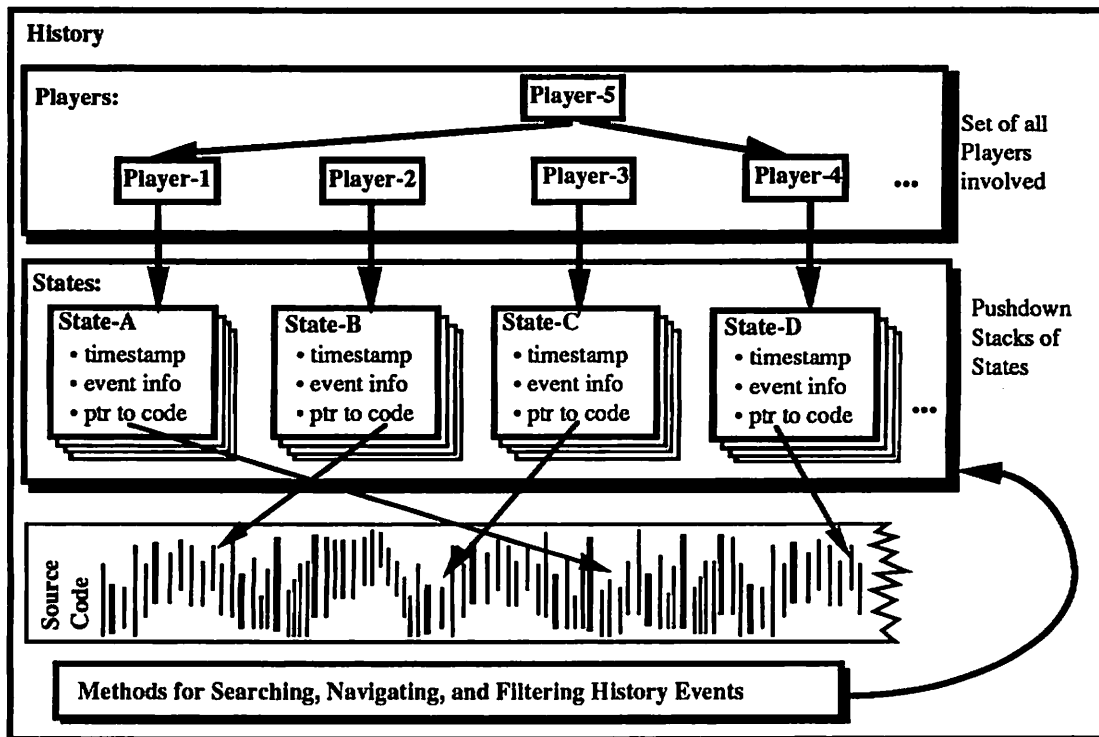 History
Players:
Player-5
Player-1
Player-2
Player-3
Player-4
...
Set of all
Players
involved
States:
State-A
• timestamp
• event info
• ptr to code
State-B
• timestamp
• event info
• ptr to code
State-C
• timestamp
• event info
• ptr to code
State-D
• timestamp
• event info
• ptr to code
...
Pushdown
Stacks of
States
Source
Code
Methods for Searching, Navigating, and Filtering History Events